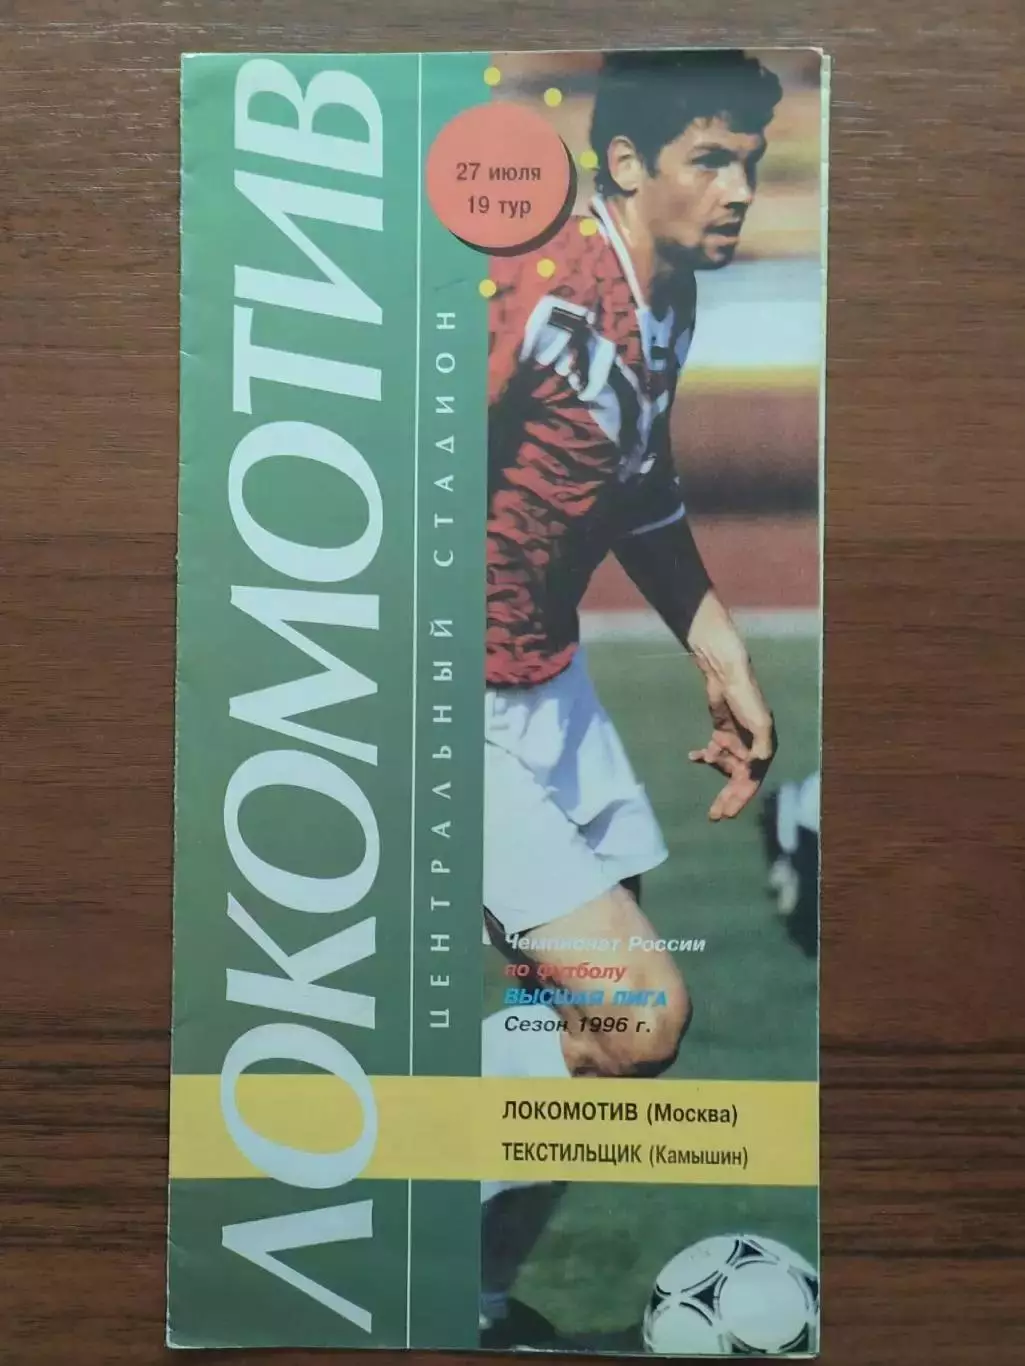 ЛОКОМОТИВ
ЦЕНТРАЛЬНЫЙ СТАДИОН
27 июля
19 тур
Чемпионат России
по футболу
ВЫСШАЯ ЛИГА
Сезон 1996 г.
ЛОКОМОТИВ (Москва)
ТЕКСТИЛЬЩИК (Камышин)